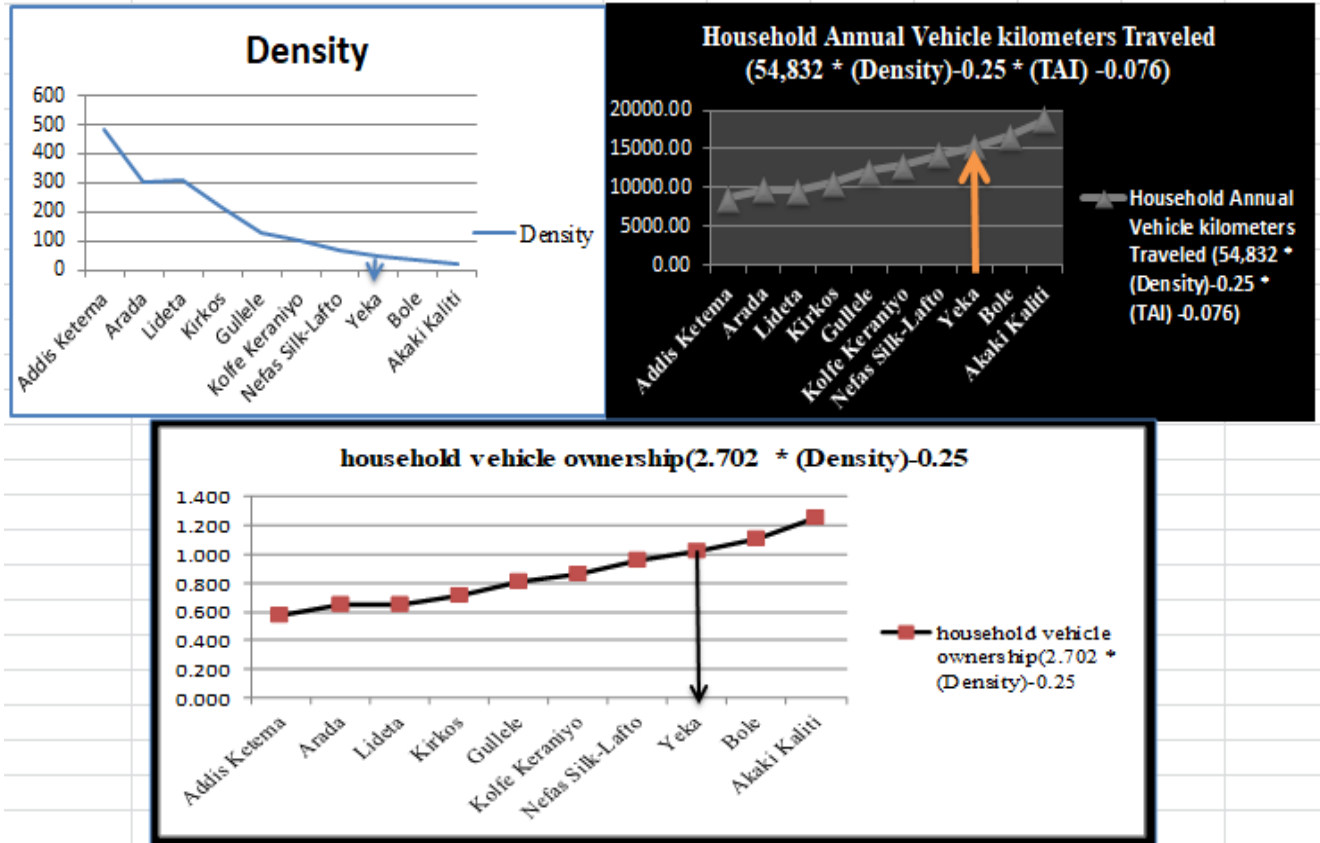 Density
600
500
400
300
200
100
0
Addis Ketema
Arada
Lideta
Kirkos
Gullele
Kolfe Keraniyo
Nefas Silk-Lafto
Yeka
Bole
Akaki Kaliti
Density
Household Annual Vehicle kilometers Traveled
(54,832 * (Density)-0.25 * (TAI) -0.076)
20000.00
15000.00
10000.00
5000.00
0.00
Addis Ketema
Arada
Lideta
Kirkos
Gullele
Kolfe Keraniyo
Nefas Silk-Lafto
Yeka
Bole
Akaki Kaliti
Household Annual
Vehicle kilometers
Traveled (54,832 *
(Density)-0.25 *
(TAI) -0.076)
household vehicle ownership(2.702 * (Density)-0.25
1.400
1.200
1.000
0.800
0.600
0.400
0.200
0.000
Addis Ketema
Arada
Lideta
Kirkos
Gullele
Kolfe Keraniyo
Nefas Silk-Lafto
Yeka
Bole
Akaki Kaliti
household vehicle
ownership(2.702 *
(Density)-0.25